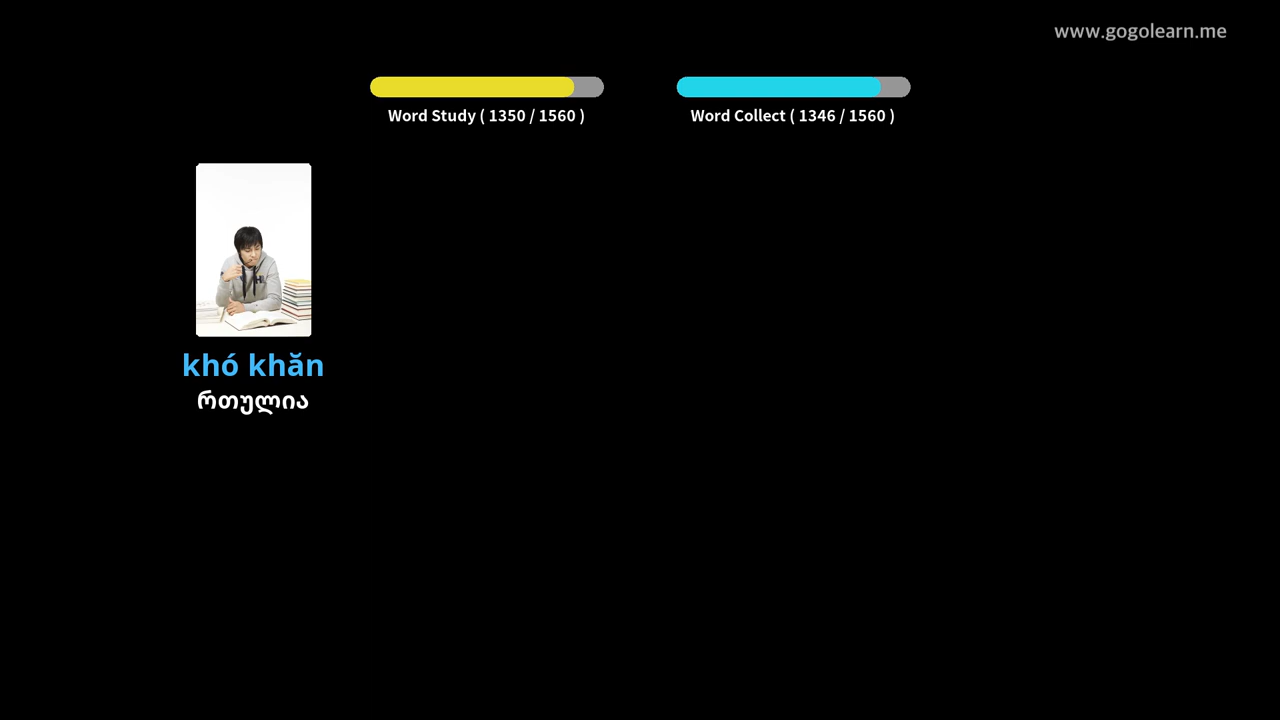 www.gogolearn.me
Word Study ( 1350 / 1560 )
Word Collect ( 1346 / 1560 )
khó khăn
რთულია